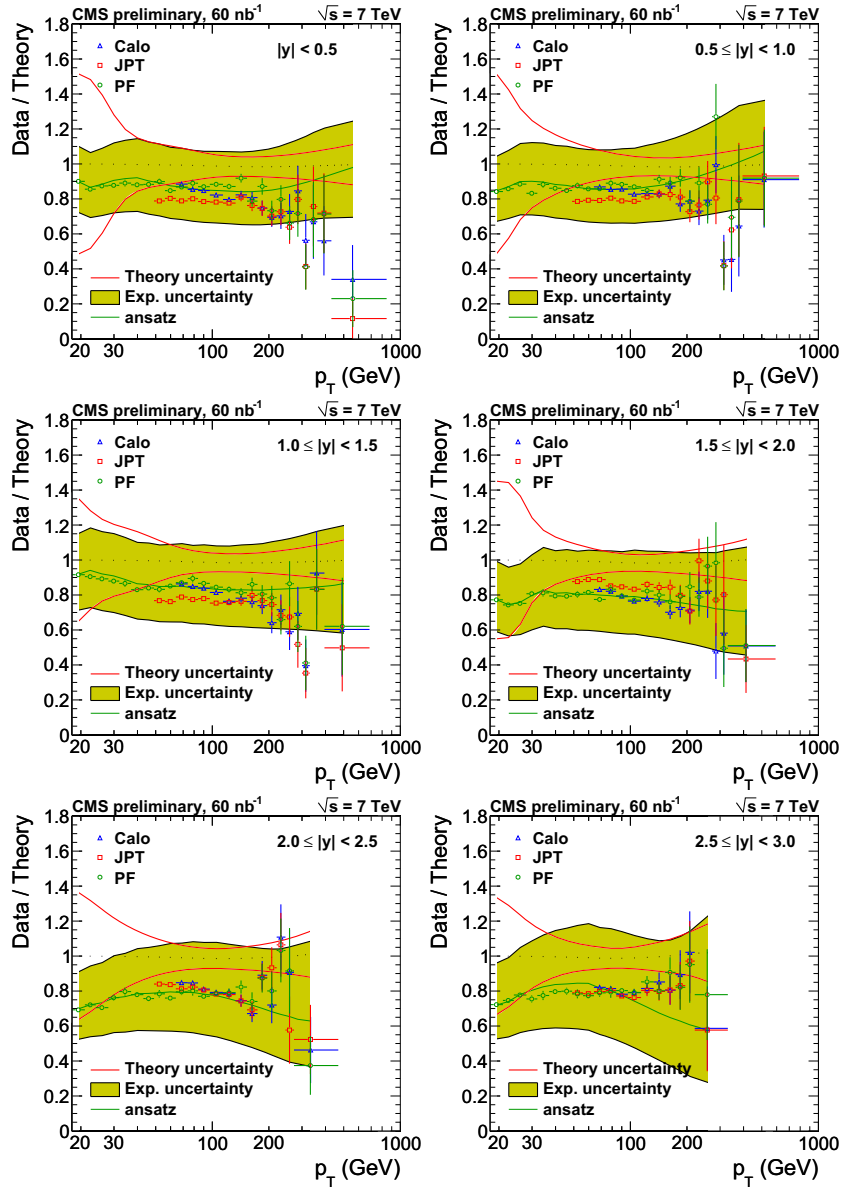 CMS preliminary, 60 nb⁻¹ √s = 7 TeV
Data / Theory
1.8
1.6
1.4
1.2
1
0.8
0.6
0.4
0.2
0
Calo
JPT
PF
|y| < 0.5
Theory uncertainty
Exp. uncertainty
ansatz
20 30 100 200 1000
p_T (GeV)
CMS preliminary, 60 nb⁻¹ √s = 7 TeV
Data / Theory
1.8
1.6
1.4
1.2
1
0.8
0.6
0.4
0.2
0
Calo
JPT
PF
0.5 ≤ |y| < 1.0
Theory uncertainty
Exp. uncertainty
ansatz
20 30 100 200 1000
p_T (GeV)
CMS preliminary, 60 nb⁻¹ √s = 7 TeV
Data / Theory
1.8
1.6
1.4
1.2
1
0.8
0.6
0.4
0.2
0
Calo
JPT
PF
1.0 ≤ |y| < 1.5
Theory uncertainty
Exp. uncertainty
ansatz
20 30 100 200 1000
p_T (GeV)
CMS preliminary, 60 nb⁻¹ √s = 7 TeV
Data / Theory
1.8
1.6
1.4
1.2
1
0.8
0.6
0.4
0.2
0
Calo
JPT
PF
1.5 ≤ |y| < 2.0
Theory uncertainty
Exp. uncertainty
ansatz
20 30 100 200 1000
p_T (GeV)
CMS preliminary, 60 nb⁻¹ √s = 7 TeV
Data / Theory
1.8
1.6
1.4
1.2
1
0.8
0.6
0.4
0.2
0
Calo
JPT
PF
2.0 ≤ |y| < 2.5
Theory uncertainty
Exp. uncertainty
ansatz
20 30 100 200 1000
p_T (GeV)
CMS preliminary, 60 nb⁻¹ √s = 7 TeV
Data / Theory
1.8
1.6
1.4
1.2
1
0.8
0.6
0.4
0.2
0
Calo
JPT
PF
2.5 ≤ |y| < 3.0
Theory uncertainty
Exp. uncertainty
ansatz
20 30 100 200 1000
p_T (GeV)